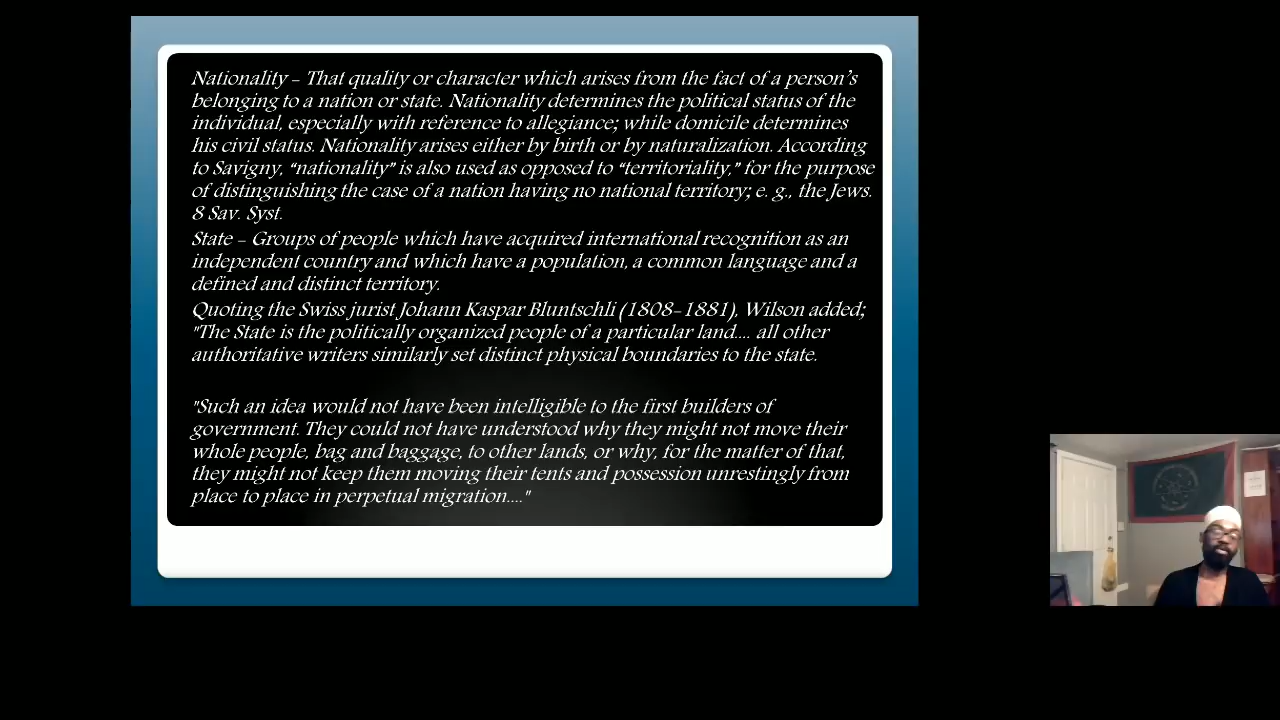 Nationality – That quality or character which arises from the fact of a person’s
belonging to a nation or state. Nationality determines the political status of the
individual, especially with reference to allegiance; while domicile determines
his civil status. Nationality arises either by birth or by naturalization. According
to Savigny, “nationality” is also used as opposed to “territoriality,” for the purpose
of distinguishing the case of a nation having no national territory; e. g., the Jews.
8 Sav. Syst.
State – Groups of people which have acquired international recognition as an
independent country and which have a population, a common language and a
defined and distinct territory.
Quoting the Swiss jurist Johann Kaspar Bluntschli (1808-1881), Wilson added;
"The State is the politically organized people of a particular land.... all other
authoritative writers similarly set distinct physical boundaries to the state.
"Such an idea would not have been intelligible to the first builders of
government. They could not have understood why they might not move their
whole people, bag and baggage, to other lands, or why, for the matter of that,
they might not keep them moving their tents and possession unrestingly from
place to place in perpetual migration...."